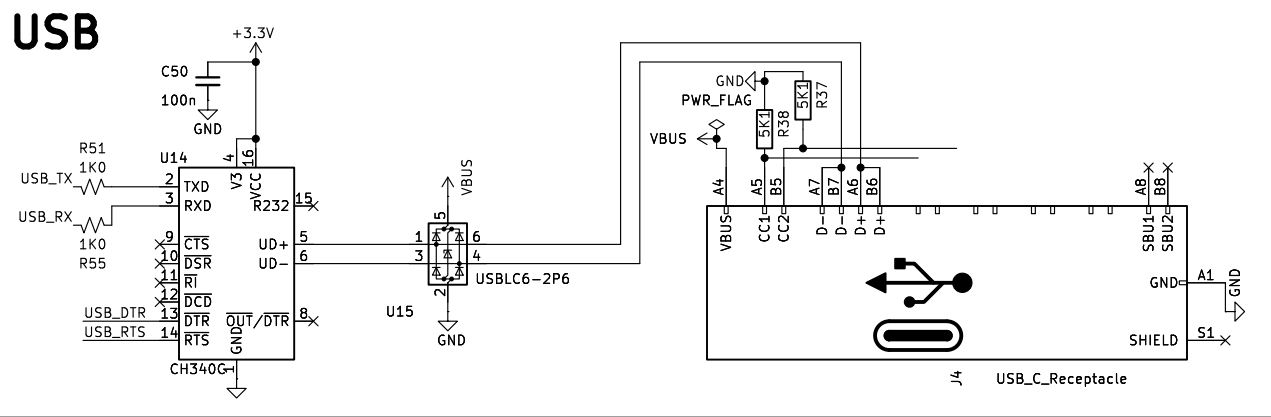 USB
+3.3V
C50
100n
GND
R51
1K0
USB_TX
USB_RX
1K0
R55
U14
4
16
V3
VCC
2
TXD
3
RXD
R232
15
9
CTS
10
DSR
11
RI
12
DCD
USB_DTR
13
DTR
USB_RTS
14
RTS
UD+
5
UD-
6
OUT/DTR
8
GND
1
CH340G
VBUS
5
1
6
3
4
2
USBLC6-2P6
U15
GND
GND
PWR_FLAG
VBUS
5K1
R38
5K1
R37
A4
A5
B5
A7
B7
A6
B6
A8
B8
VBUS
CC1
CC2
D-
D-
D+
D+
SBU1
SBU2
GND
A1
GND
SHIELD
S1
J4
USB_C_Receptacle